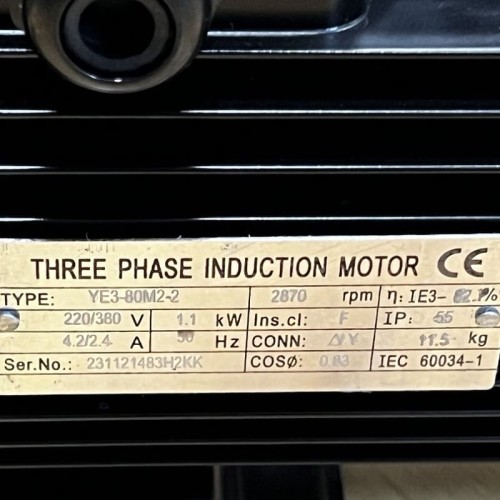 THREE PHASE INDUCTION MOTOR CE
TYPE: YE3-80M2-2 2870 rpm η: IE3- 82.7%
220/380 V 1.1 kW Ins.cl: F IP: 55
4.2/2.4 A 50 Hz CONN: Δ/Y 11.5 kg
Ser.No.: 231121483H2KK COSø: 0.83 IEC 60034-1